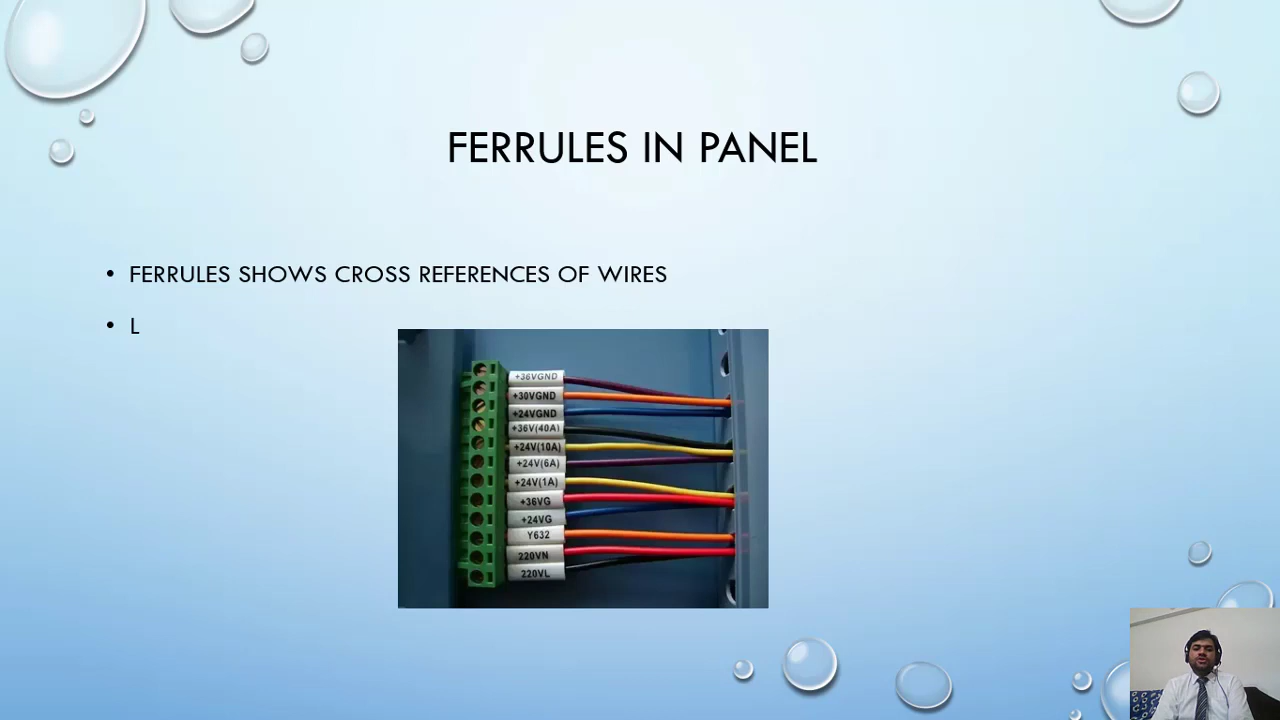 FERRULES IN PANEL
FERRULES SHOWS CROSS REFERENCES OF WIRES
L
+36VGND
+30VGND
+24VGND
+36V(40A)
+24V(10A)
+24V(6A)
+24V(1A)
+36VG
+24VG
Y632
220VN
220VL